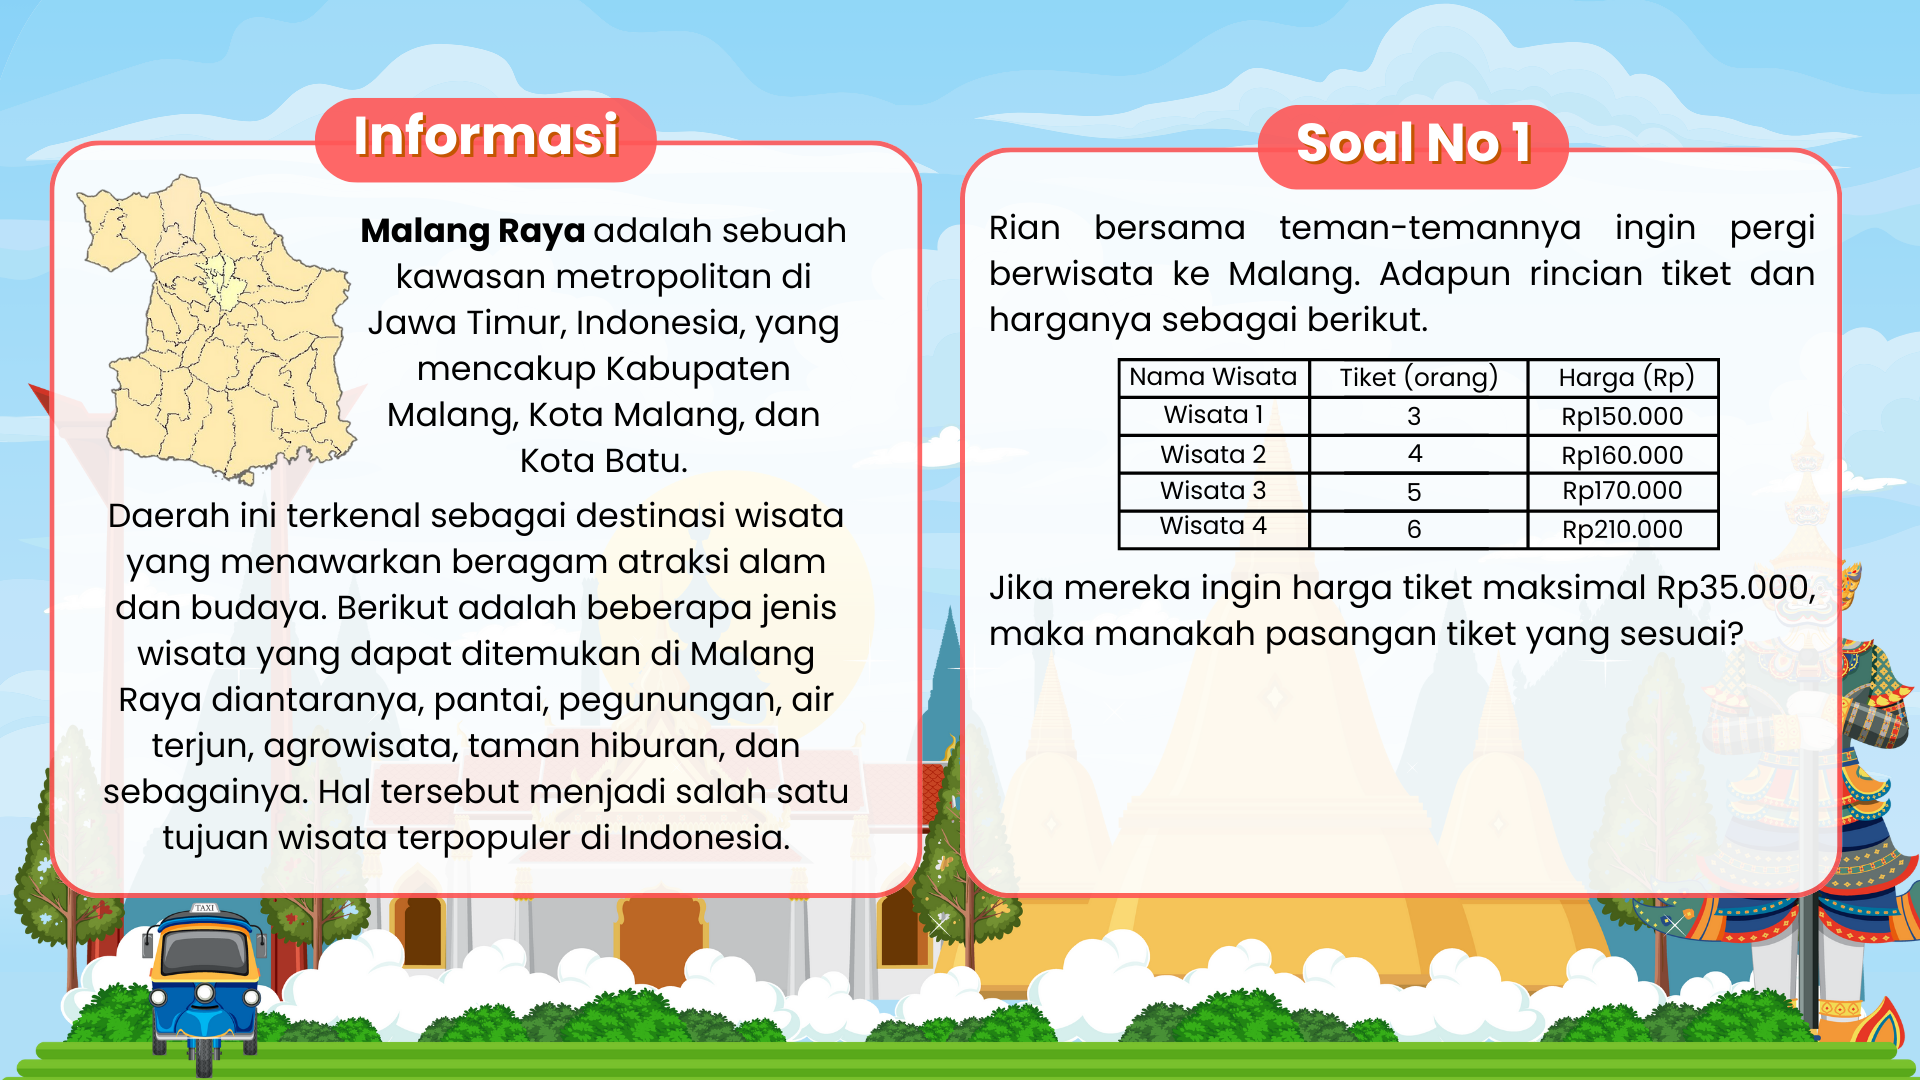 Informasi
Malang Raya adalah sebuah
kawasan metropolitan di
Jawa Timur, Indonesia, yang
mencakup Kabupaten
Malang, Kota Malang, dan
Kota Batu.
Daerah ini terkenal sebagai destinasi wisata
yang menawarkan beragam atraksi alam
dan budaya. Berikut adalah beberapa jenis
wisata yang dapat ditemukan di Malang
Raya diantaranya, pantai, pegunungan, air
terjun, agrowisata, taman hiburan, dan
sebagainya. Hal tersebut menjadi salah satu
tujuan wisata terpopuler di Indonesia.
TAXI
Soal No 1
Rian bersama teman-temannya ingin pergi
berwisata ke Malang. Adapun rincian tiket dan
harganya sebagai berikut.
Nama Wisata Tiket (orang) Harga (Rp)
Wisata 1 3 Rp150.000
Wisata 2 4 Rp160.000
Wisata 3 5 Rp170.000
Wisata 4 6 Rp210.000
Jika mereka ingin harga tiket maksimal Rp35.000,
maka manakah pasangan tiket yang sesuai?